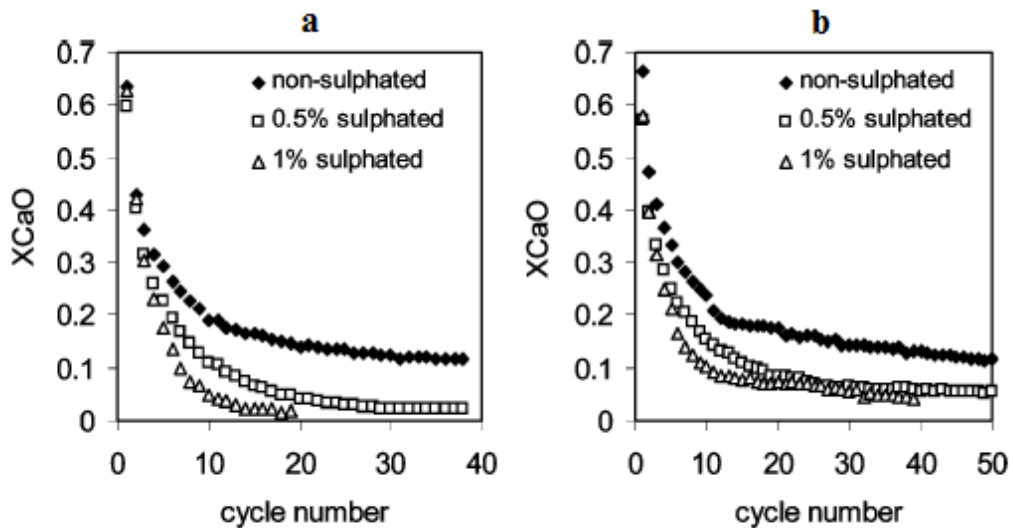 a
0.7
0.6
0.5
0.4
0.3
0.2
0.1
0
XCaO
non-sulphated
0.5% sulphated
1% sulphated
0 10 20 30 40
cycle number
b
0.7
0.6
0.5
0.4
0.3
0.2
0.1
0
XCaO
non-sulphated
0.5% sulphated
1% sulphated
0 10 20 30 40 50
cycle number